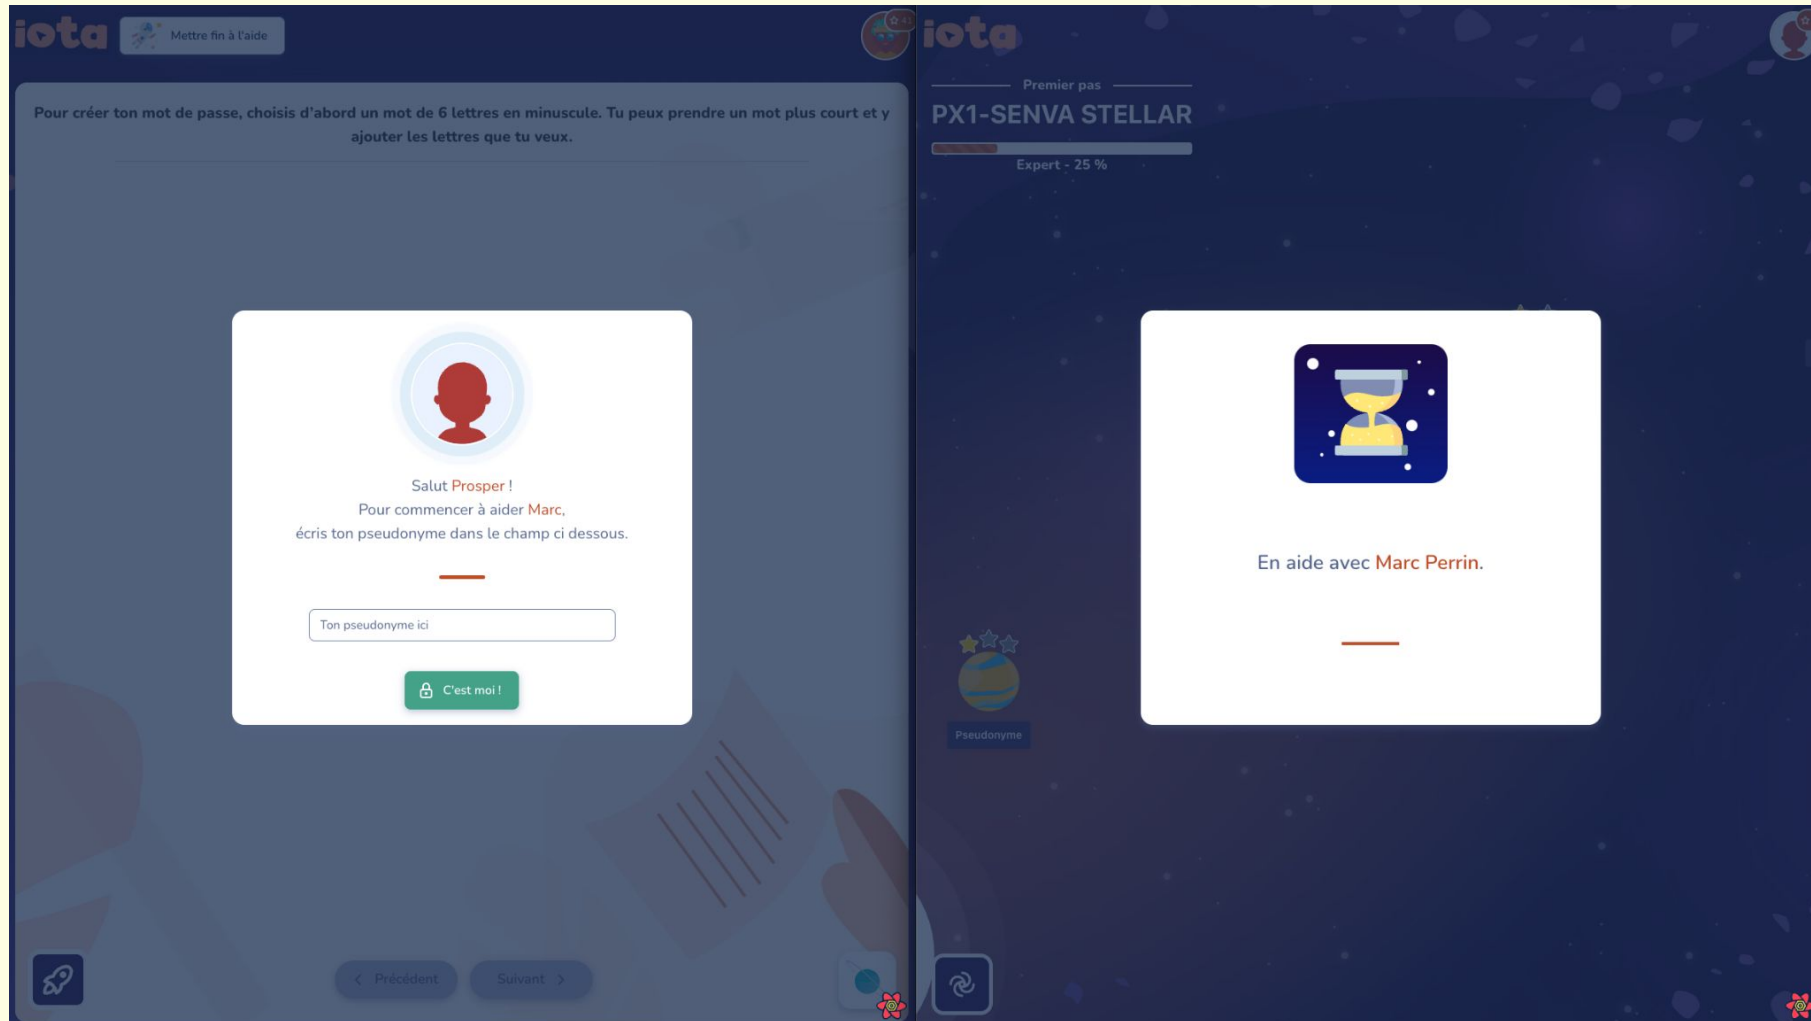 iota
Mettre fin à l'aide
41
Pour créer ton mot de passe, choisis d'abord un mot de 6 lettres en minuscule. Tu peux prendre un mot plus court et y
ajouter les lettres que tu veux.
Salut Prosper !
Pour commencer à aider Marc,
écris ton pseudonyme dans le champ ci dessous.
Ton pseudonyme ici
C'est moi !
Précédent
Suivant
iota
Premier pas
PX1-SENVA STELLAR
Expert - 25 %
En aide avec Marc Perrin.
Pseudonyme